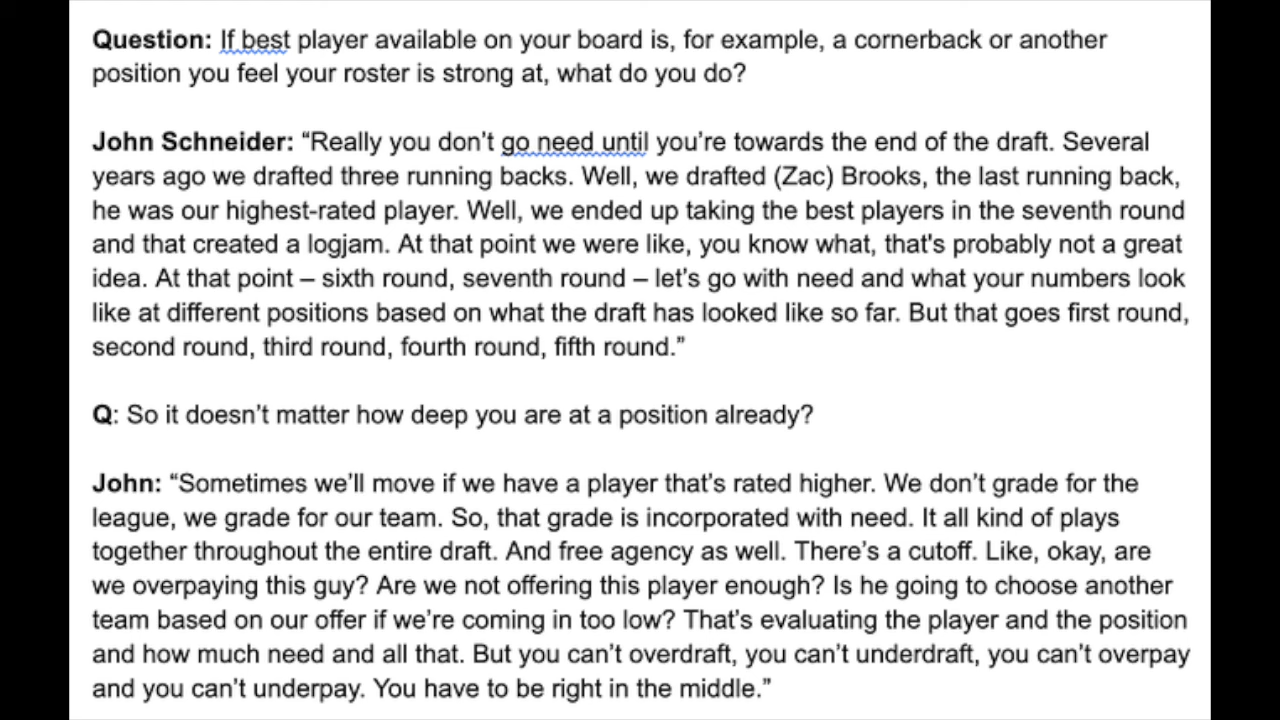 Question: If best player available on your board is, for example, a cornerback or another
position you feel your roster is strong at, what do you do?
John Schneider: “Really you don’t go need until you’re towards the end of the draft. Several
years ago we drafted three running backs. Well, we drafted (Zac) Brooks, the last running back,
he was our highest-rated player. Well, we ended up taking the best players in the seventh round
and that created a logjam. At that point we were like, you know what, that's probably not a great
idea. At that point – sixth round, seventh round – let’s go with need and what your numbers look
like at different positions based on what the draft has looked like so far. But that goes first round,
second round, third round, fourth round, fifth round.”
Q: So it doesn’t matter how deep you are at a position already?
John: “Sometimes we’ll move if we have a player that’s rated higher. We don’t grade for the
league, we grade for our team. So, that grade is incorporated with need. It all kind of plays
together throughout the entire draft. And free agency as well. There’s a cutoff. Like, okay, are
we overpaying this guy? Are we not offering this player enough? Is he going to choose another
team based on our offer if we’re coming in too low? That’s evaluating the player and the position
and how much need and all that. But you can’t overdraft, you can’t underdraft, you can’t overpay
and you can’t underpay. You have to be right in the middle.”